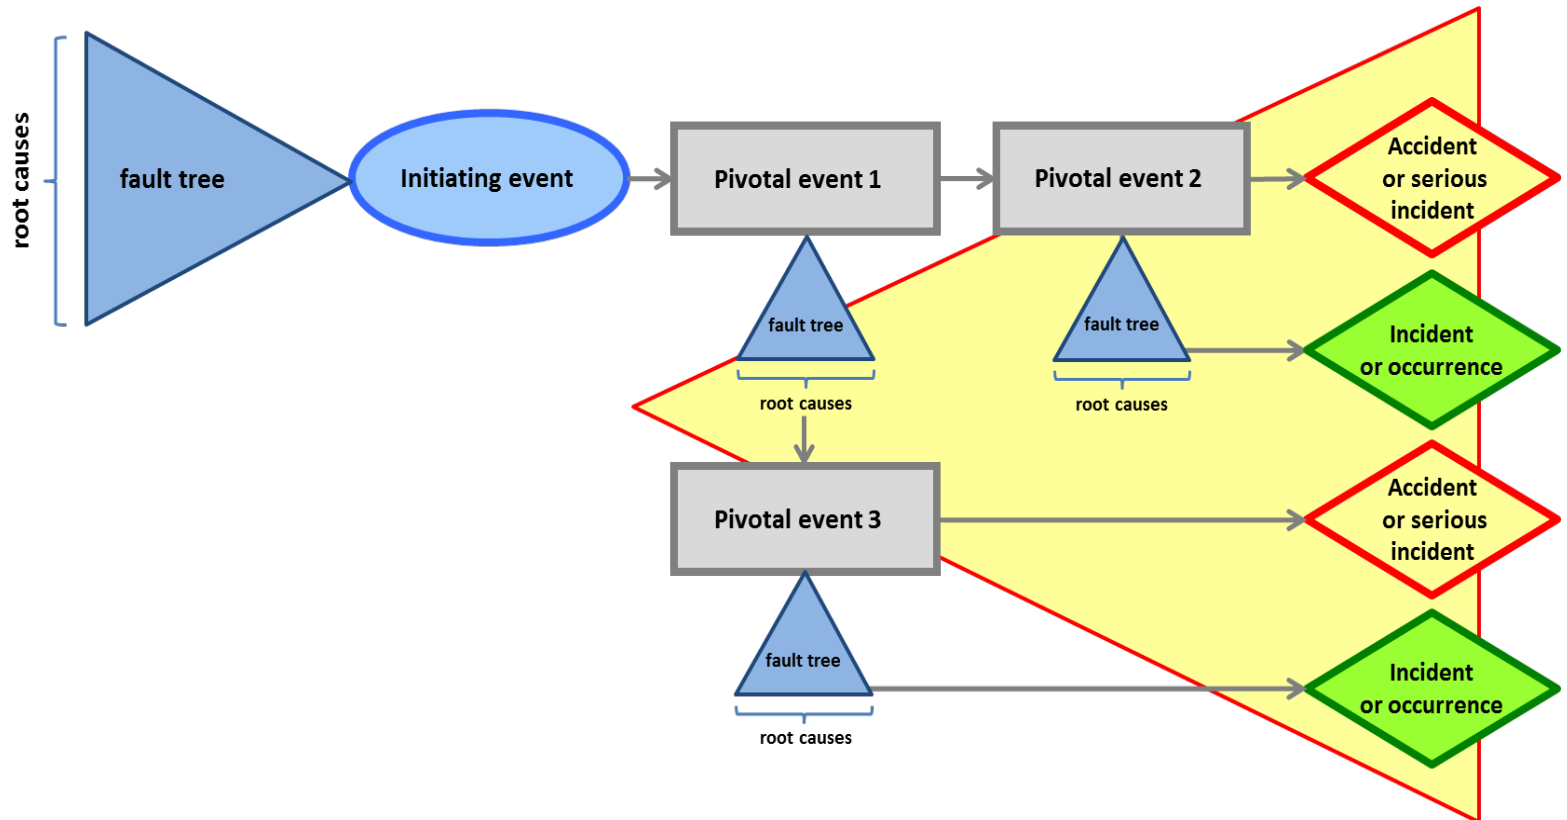 root causes
fault tree
Initiating event
Pivotal event 1
Pivotal event 2
Accident
or serious
incident
fault tree
root causes
fault tree
root causes
Incident
or occurrence
Pivotal event 3
Accident
or serious
incident
fault tree
root causes
Incident
or occurrence